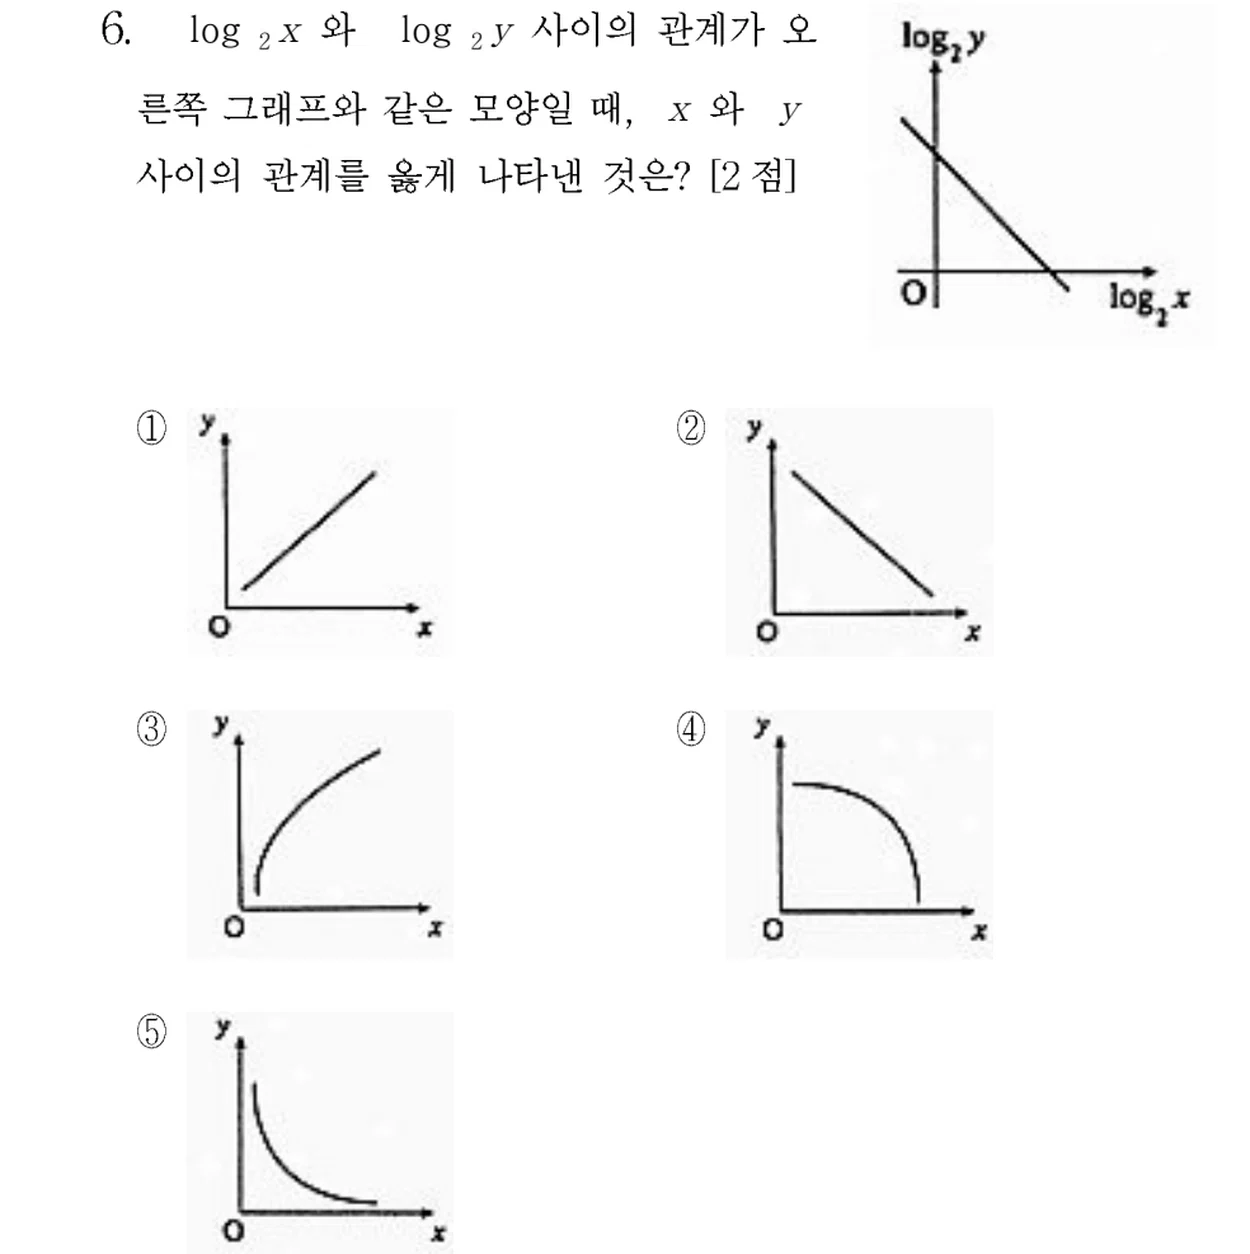 6. log ₂x 와 log ₂y 사이의 관계가 오
른쪽 그래프와 같은 모양일 때, x 와 y
사이의 관계를 옳게 나타낸 것은? [2점]
log₂y
O
log₂x
① y
O
x
② y
O
x
③ y
O
x
④ y
O
x
⑤ y
O
x